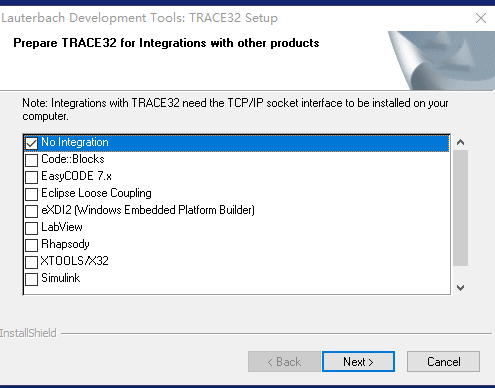 Lauterbach Development Tools: TRACE32 Setup
Prepare TRACE32 for Integrations with other products
Note: Integrations with TRACE32 need the TCP/IP socket interface to be installed on your
computer.
No Integration
Code::Blocks
EasyCODE 7.x
Eclipse Loose Coupling
eXDI2 (Windows Embedded Platform Builder)
LabView
Rhapsody
XTOOLS/X32
Simulink
InstallShield
< Back
Next >
Cancel